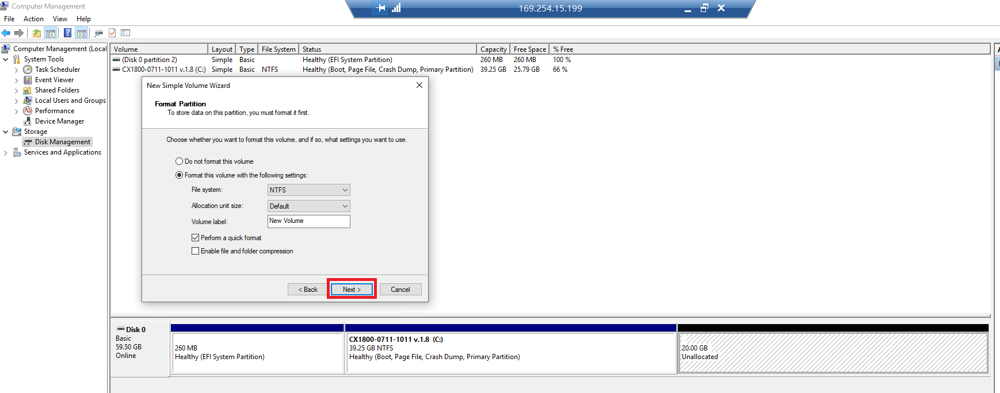 Computer Management
169.254.15.199
File Action View Help
Computer Management (Local
System Tools
Task Scheduler
Event Viewer
Shared Folders
Local Users and Groups
Performance
Device Manager
Storage
Disk Management
Services and Applications
Volume Layout Type File System Status Capacity Free Space % Free
(Disk 0 partition 2) Simple Basic Healthy (EFI System Partition) 260 MB 260 MB 100 %
CX1800-0711-1011 v.1.8 (C:) Simple Basic NTFS Healthy (Boot, Page File, Crash Dump, Primary Partition) 39.25 GB 25.79 GB 66 %
New Simple Volume Wizard
Format Partition
To store data on this partition, you must format it first.
Choose whether you want to format this volume, and if so, what settings you want to use.
Do not format this volume
Format this volume with the following settings:
File system: NTFS
Allocation unit size: Default
Volume label: New Volume
Perform a quick format
Enable file and folder compression
< Back Next > Cancel
Disk 0
Basic
59.50 GB
Online
260 MB
Healthy (EFI System Partition)
CX1800-0711-1011 v.1.8 (C:)
39.25 GB NTFS
Healthy (Boot, Page File, Crash Dump, Primary Partition)
20.00 GB
Unallocated